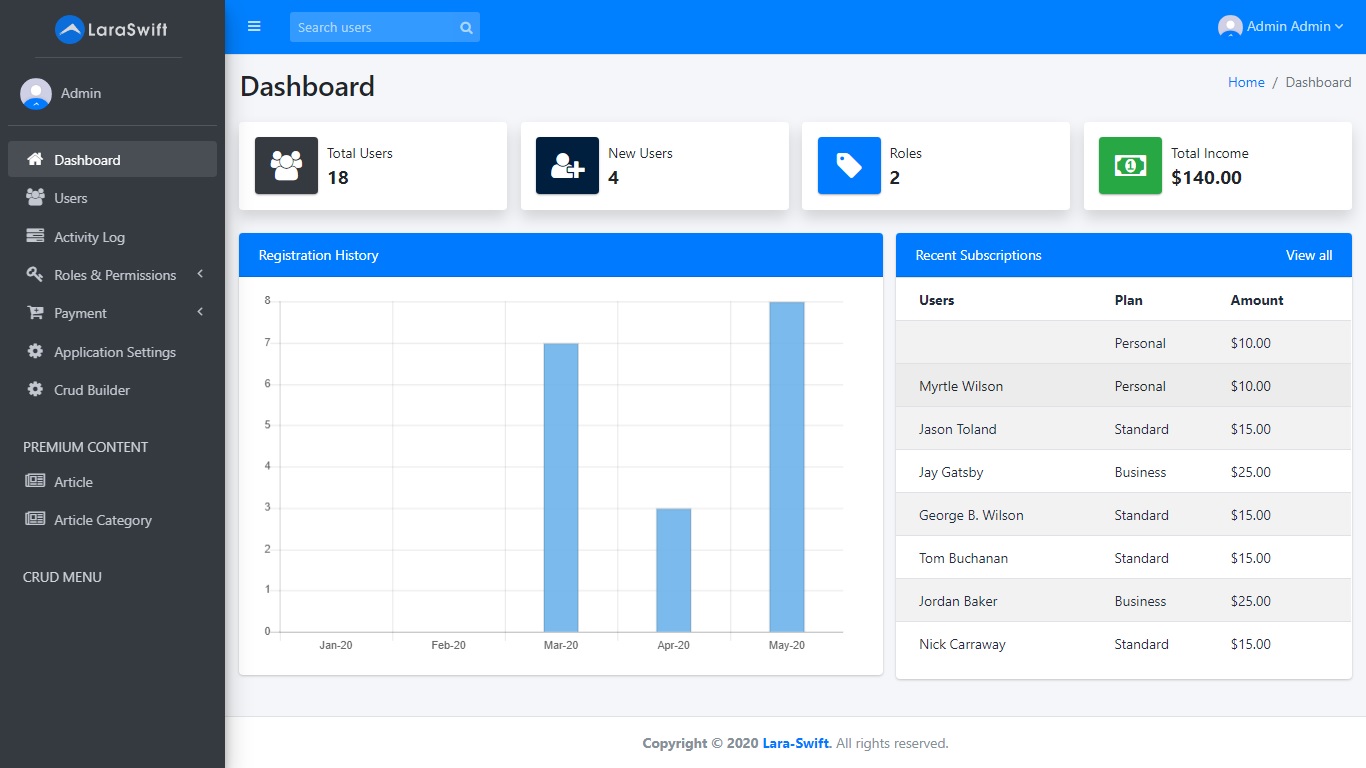 LaraSwift
Search users
Admin Admin
Admin
Dashboard
Users
Activity Log
Roles & Permissions
Payment
Application Settings
Crud Builder
PREMIUM CONTENT
Article
Article Category
CRUD MENU
Dashboard
Home / Dashboard
Total Users
18
New Users
4
Roles
2
Total Income
$140.00
Registration History
8
7
6
5
4
3
2
1
0
Jan-20 Feb-20 Mar-20 Apr-20 May-20
Recent Subscriptions View all
Users Plan Amount
Personal $10.00
Myrtle Wilson Personal $10.00
Jason Toland Standard $15.00
Jay Gatsby Business $25.00
George B. Wilson Standard $15.00
Tom Buchanan Standard $15.00
Jordan Baker Business $25.00
Nick Carraway Standard $15.00
Copyright © 2020 Lara-Swift. All rights reserved.